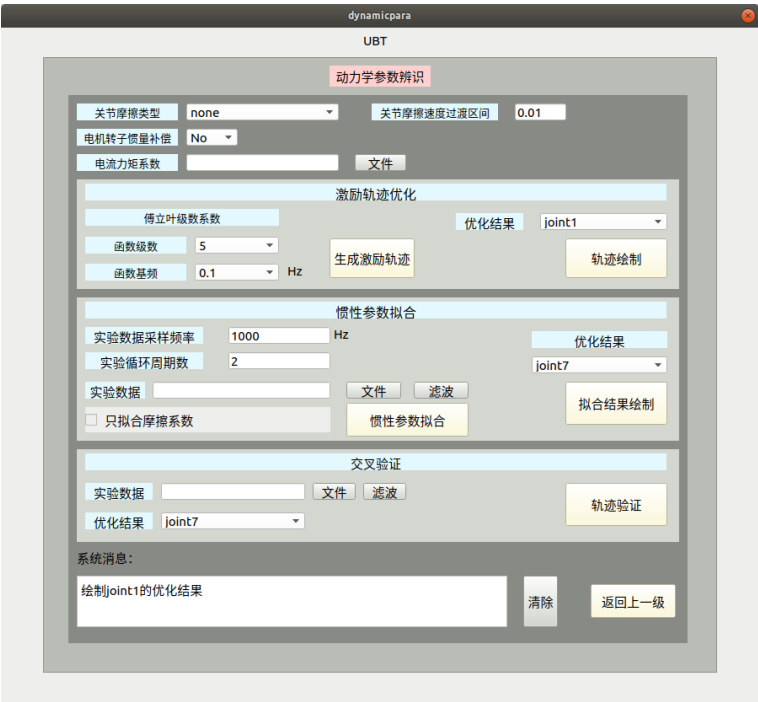 dynamicpara
UBT
动力学参数辨识
关节摩擦类型 none 关节摩擦速度过渡区间 0.01
电机转子惯量补偿 No
电流力矩系数 文件
激励轨迹优化
傅立叶级数系数 优化结果 joint1
函数级数 5 生成激励轨迹 轨迹绘制
函数基频 0.1 Hz
惯性参数拟合
实验数据采样频率 1000 Hz 优化结果
实验循环周期数 2 joint7
实验数据 文件 滤波 拟合结果绘制
只拟合摩擦系数 惯性参数拟合
交叉验证
实验数据 文件 滤波 轨迹验证
优化结果 joint7
系统消息:
绘制joint1的优化结果 清除 返回上一级